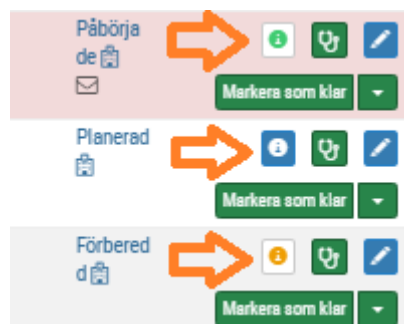 Påbörja
de
Markera som klar
Planerad
Markera som klar
Förbered
d
Markera som klar